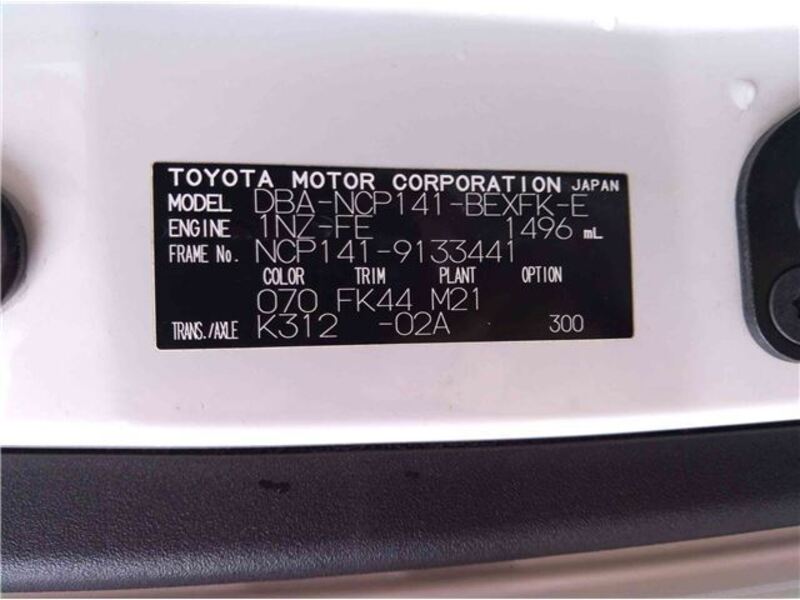 TOYOTA MOTOR CORPORATION JAPAN
MODEL DBA-NCP141-BEXFK-E
ENGINE 1NZ-FE 1496 mL
FRAME No. NCP141-9133441
COLOR TRIM PLANT OPTION
070 FK44 M21
TRANS./AXLE K312 -02A 300